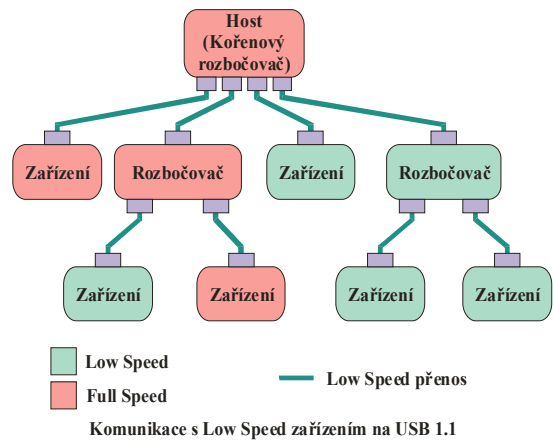 Host
(Kořenový
rozbočovač)
Zařízení
Rozbočovač
Zařízení
Rozbočovač
Zařízení
Zařízení
Zařízení
Zařízení
Low Speed
Full Speed
Low Speed přenos
Komunikace s Low Speed zařízením na USB 1.1